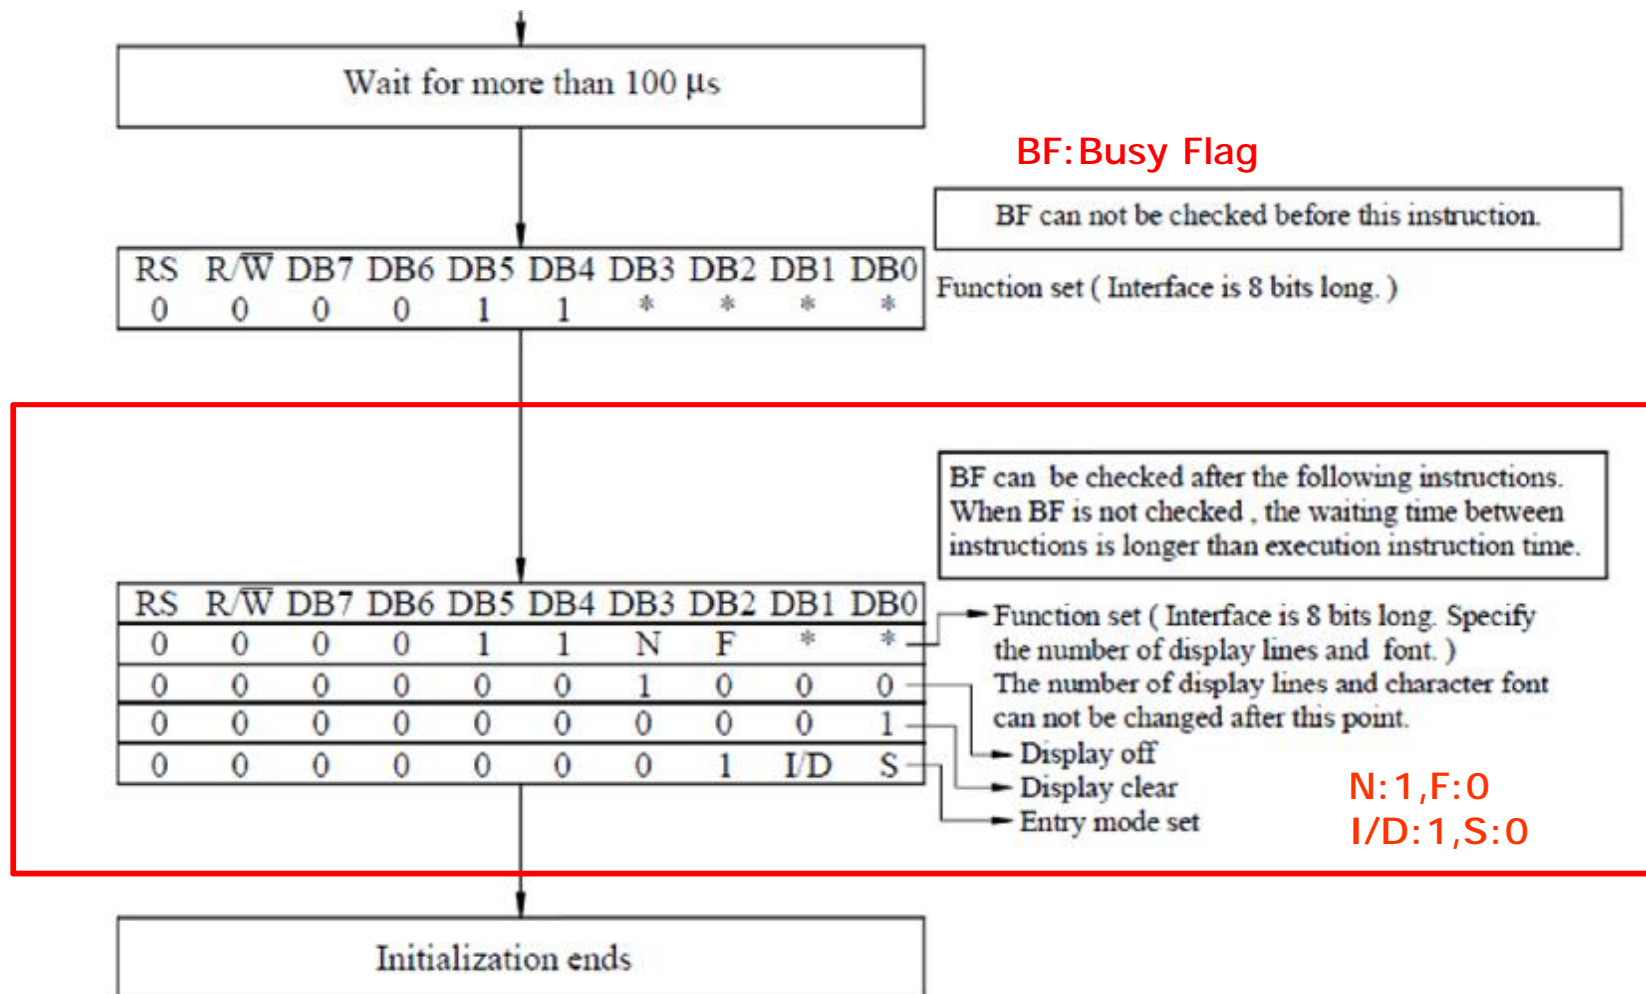 Wait for more than 100 μs
BF:Busy Flag
BF can not be checked before this instruction.
RS R/W̅ DB7 DB6 DB5 DB4 DB3 DB2 DB1 DB0
0 0 0 0 1 1 * * * *
Function set ( Interface is 8 bits long. )
BF can be checked after the following instructions.
When BF is not checked , the waiting time between
instructions is longer than execution instruction time.
RS R/W̅ DB7 DB6 DB5 DB4 DB3 DB2 DB1 DB0
0 0 0 0 1 1 N F * *
0 0 0 0 0 0 1 0 0 0
0 0 0 0 0 0 0 0 0 1
0 0 0 0 0 0 0 1 I/D S
Function set ( Interface is 8 bits long. Specify
the number of display lines and font. )
The number of display lines and character font
can not be changed after this point.
Display off
Display clear
Entry mode set
N:1,F:0
I/D:1,S:0
Initialization ends